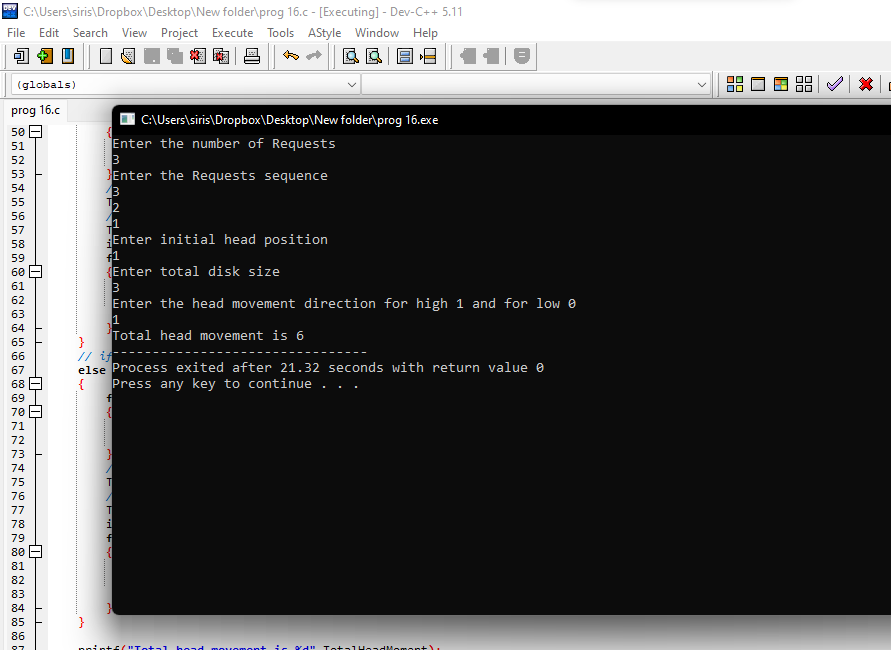 C:\Users\siris\Dropbox\Desktop\New folder\prog 16.c - [Executing] - Dev-C++ 5.11
File Edit Search View Project Execute Tools AStyle Window Help
(globals)
prog 16.c
C:\Users\siris\Dropbox\Desktop\New folder\prog 16.exe
Enter the number of Requests
3
Enter the Requests sequence
3
2
1
Enter initial head position
1
Enter total disk size
3
Enter the head movement direction for high 1 and for low 0
1
Total head movement is 6
--------------------------------
Process exited after 21.32 seconds with return value 0
Press any key to continue . . .
50 {
51
52
53 }
54 /
55 T
56 /
57 T
58 i
59 f
60 {
61
62
63
64 }
65 }
66 // if
67 else
68 {
69 f
70 {
71
72
73 }
74 /
75 T
76 /
77 T
78 i
79 f
80 {
81
82
83
84 }
85 }
86
87 printf("Total head movement is %d",TotalHeadMoment);